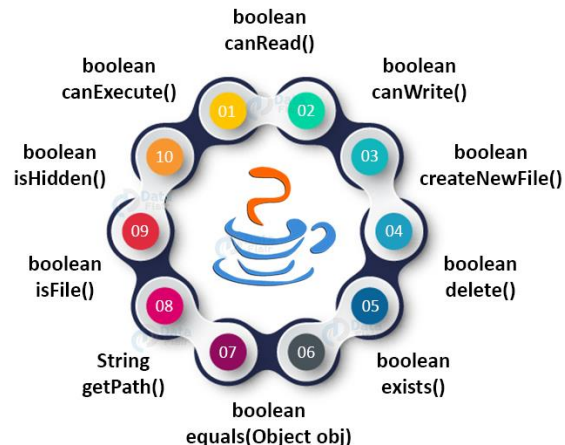 boolean
canRead()
boolean
canExecute()
boolean
canWrite()
01
02
10
03
boolean
isHidden()
boolean
createNewFile()
09
04
boolean
isFile()
boolean
delete()
08
05
String
getPath()
07
06
boolean
exists()
boolean
equals(Object obj)